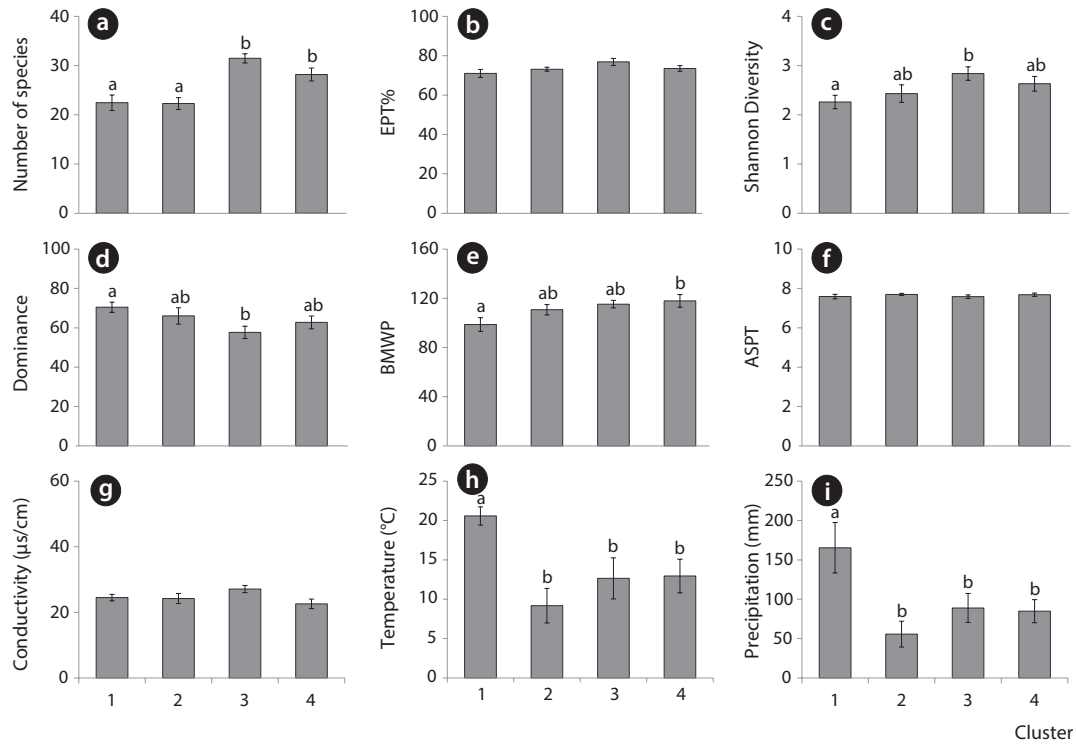 a
Number of species
40
30
20
10
0
a
a
b
b
b
EPT%
100
80
60
40
20
0
c
Shannon Diversity
4
3
2
1
0
a
ab
b
ab
d
Dominance
100
80
60
40
20
0
a
ab
b
ab
e
BMWP
160
120
80
40
0
a
ab
ab
b
f
ASPT
10
8
6
4
2
0
g
Conductivity (µs/cm)
60
40
20
0
1
2
3
4
h
Temperature (°C)
25
20
15
10
5
0
a
b
b
b
1
2
3
4
i
Precipitation (mm)
250
200
150
100
50
0
a
b
b
b
1
2
3
4
Cluster